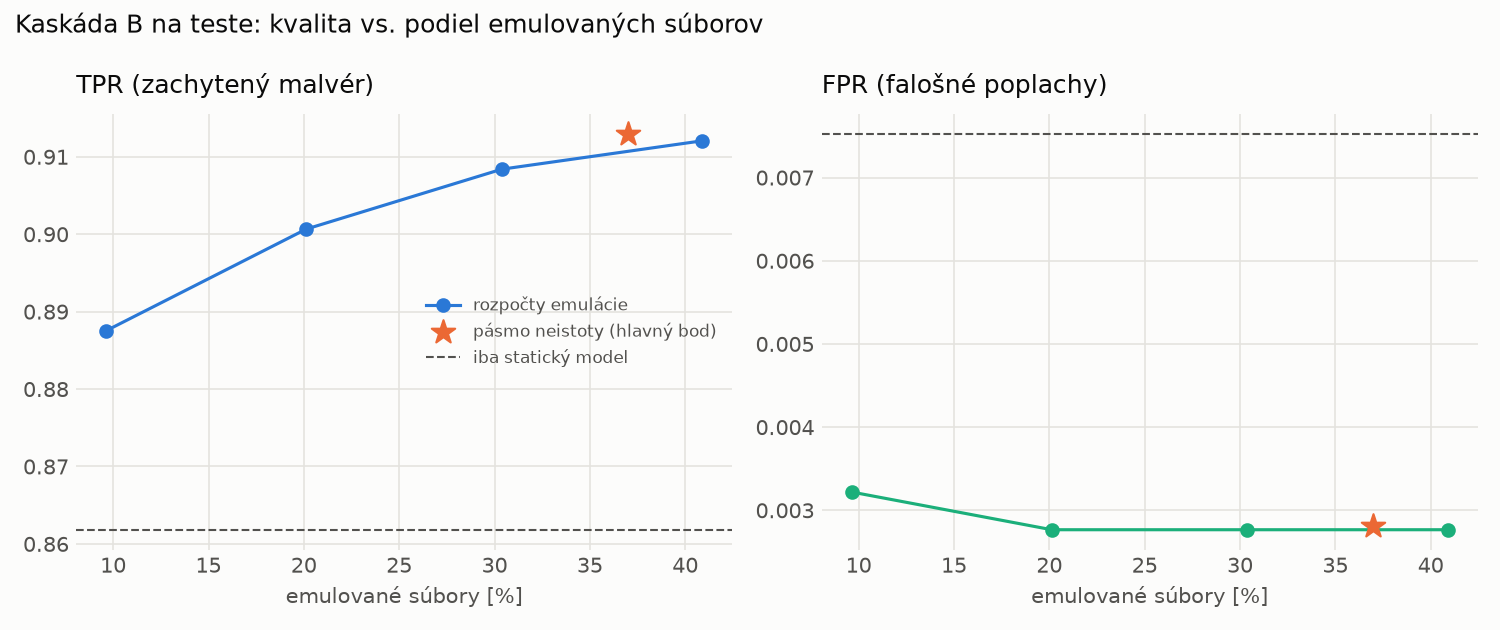 Kaskáda B na teste: kvalita vs. podiel emulovaných súborov
TPR (zachytený malvér)
0.91
0.90
0.89
0.88
0.87
0.86
rozpočty emulácie
pásmo neistoty (hlavný bod)
iba statický model
10 15 20 25 30 35 40
emulované súbory [%]
FPR (falošné poplachy)
0.007
0.006
0.005
0.004
0.003
10 15 20 25 30 35 40
emulované súbory [%]